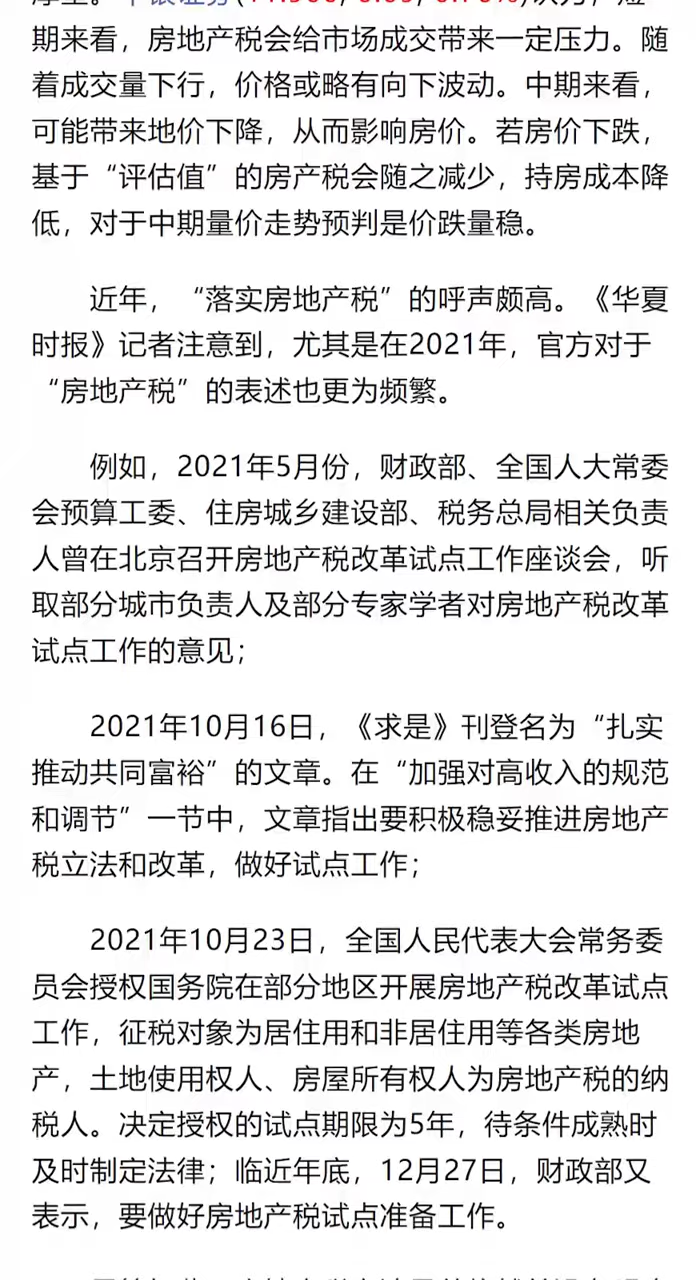 期来看，房地产税会给市场成交带来一定压力。随
着成交量下行，价格或略有向下波动。中期来看，
可能带来地价下降，从而影响房价。若房价下跌，
基于“评估值”的房产税会随之减少，持房成本降
低，对于中期量价走势预判是价跌量稳。
近年，“落实房地产税”的呼声颇高。《华夏
时报》记者注意到，尤其是在2021年，官方对于
“房地产税”的表述也更为频繁。
例如，2021年5月份，财政部、全国人大常委
会预算工委、住房城乡建设部、税务总局相关负责
人曾在北京召开房地产税改革试点工作座谈会，听
取部分城市负责人及部分专家学者对房地产税改革
试点工作的意见；
2021年10月16日，《求是》刊登名为“扎实
推动共同富裕”的文章。在“加强对高收入的规范
和调节”一节中，文章指出要积极稳妥推进房地产
税立法和改革，做好试点工作；
2021年10月23日，全国人民代表大会常务委
员会授权国务院在部分地区开展房地产税改革试点
工作，征税对象为居住用和非居住用等各类房地
产，土地使用权人、房屋所有权人为房地产税的纳
税人。决定授权的试点期限为5年，待条件成熟时
及时制定法律；临近年底，12月27日，财政部又
表示，要做好房地产税试点准备工作。